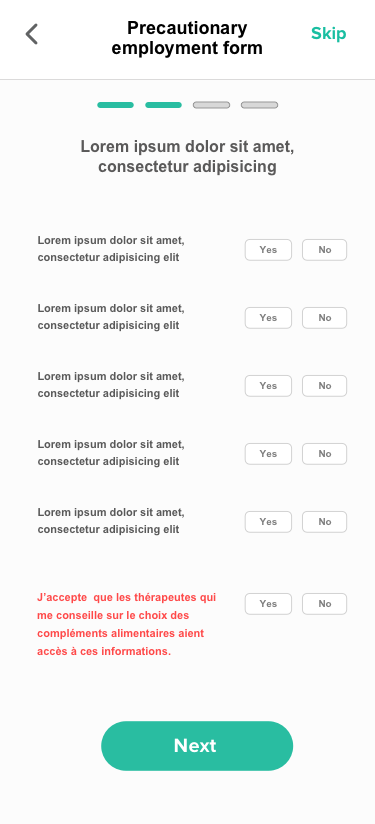 Precautionary
employment form
Skip
Lorem ipsum dolor sit amet,
consectetur adipisicing
Lorem ipsum dolor sit amet,
consectetur adipisicing elit
Yes
No
Lorem ipsum dolor sit amet,
consectetur adipisicing elit
Yes
No
Lorem ipsum dolor sit amet,
consectetur adipisicing elit
Yes
No
Lorem ipsum dolor sit amet,
consectetur adipisicing elit
Yes
No
Lorem ipsum dolor sit amet,
consectetur adipisicing elit
Yes
No
J'accepte que les thérapeutes qui
me conseille sur le choix des
compléments alimentaires aient
accès à ces informations.
Yes
No
Next